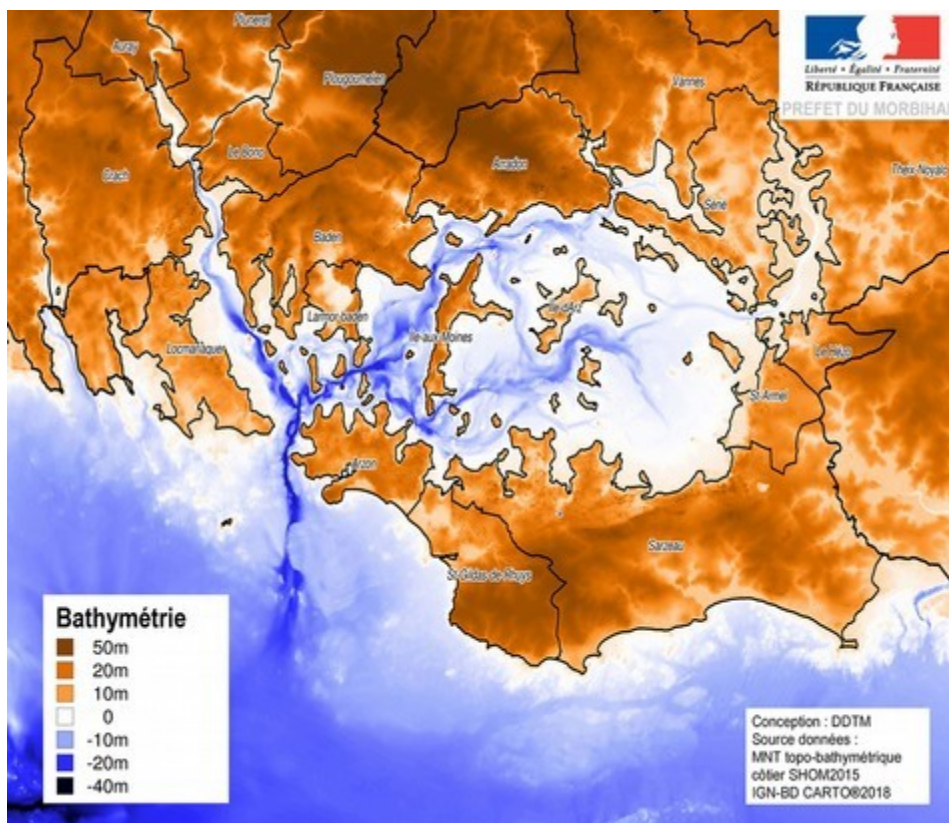 Plunerel
Auray
Plougoumelen
Vannes
Liberté • Égalité • Fraternité
RÉPUBLIQUE FRANÇAISE
PREFET DU MORBIHA
Le Bono
Arradon
Crach
Theix-Noyalo
Séné
Baden
Larmor-baden
Ile-aux-Moines
Ile d'Arz
Locmariaquer
Le Hézo
St-Armel
Arzon
Sarzeau
St-Gildas de Rhuys
Bathymétrie
50m
20m
10m
0
-10m
-20m
-40m
Conception : DDTM
Source données :
MNT topo-bathymétrique
côtier SHOM2015
IGN-BD CARTO®2018